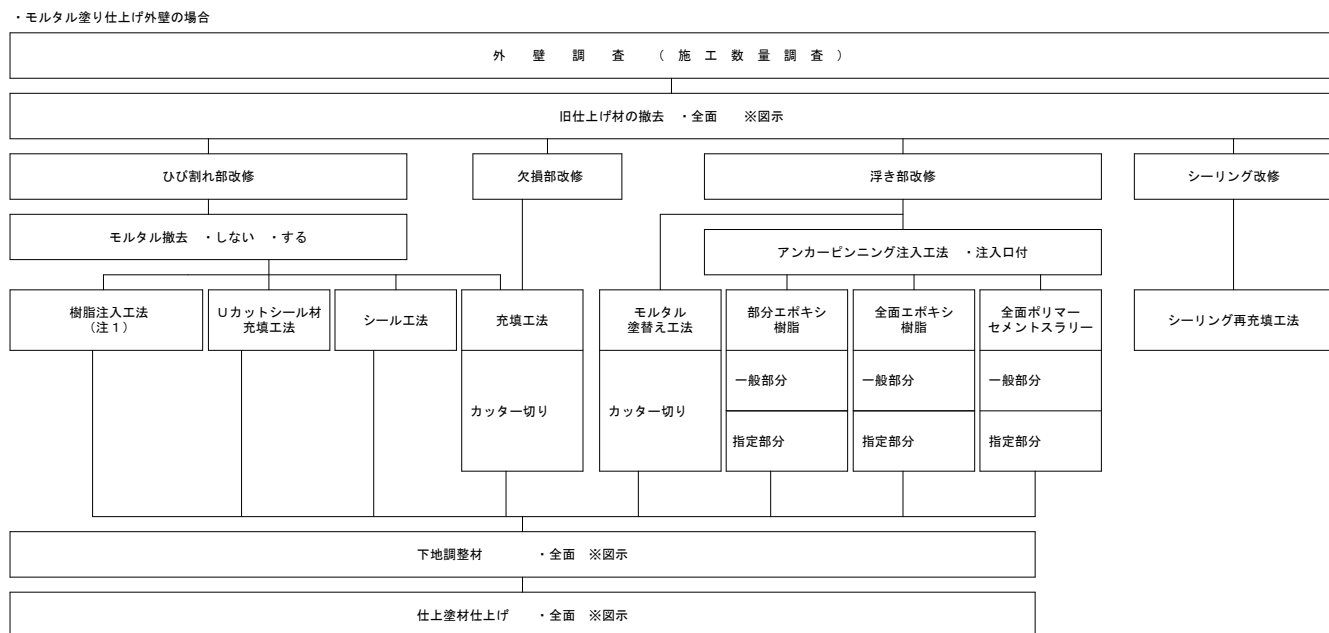 ・モルタル塗り仕上げ外壁の場合
外壁調査（施工数量調査）
旧仕上げ材の撤去　・全面　　※図示
ひび割れ部改修
欠損部改修
浮き部改修
シーリング改修
モルタル撤去　・しない　・する
アンカーピンニング注入工法　・注入口付
樹脂注入工法
（注１）
Ｕカットシール材
充填工法
シール工法
充填工法
モルタル
塗替え工法
部分エポキシ
樹脂
全面エポキシ
樹脂
全面ポリマー
セメントスラリー
シーリング再充填工法
カッター切り
カッター切り
一般部分
一般部分
一般部分
指定部分
指定部分
指定部分
下地調整材　　　　・全面　※図示
仕上塗材仕上げ　　・全面　※図示